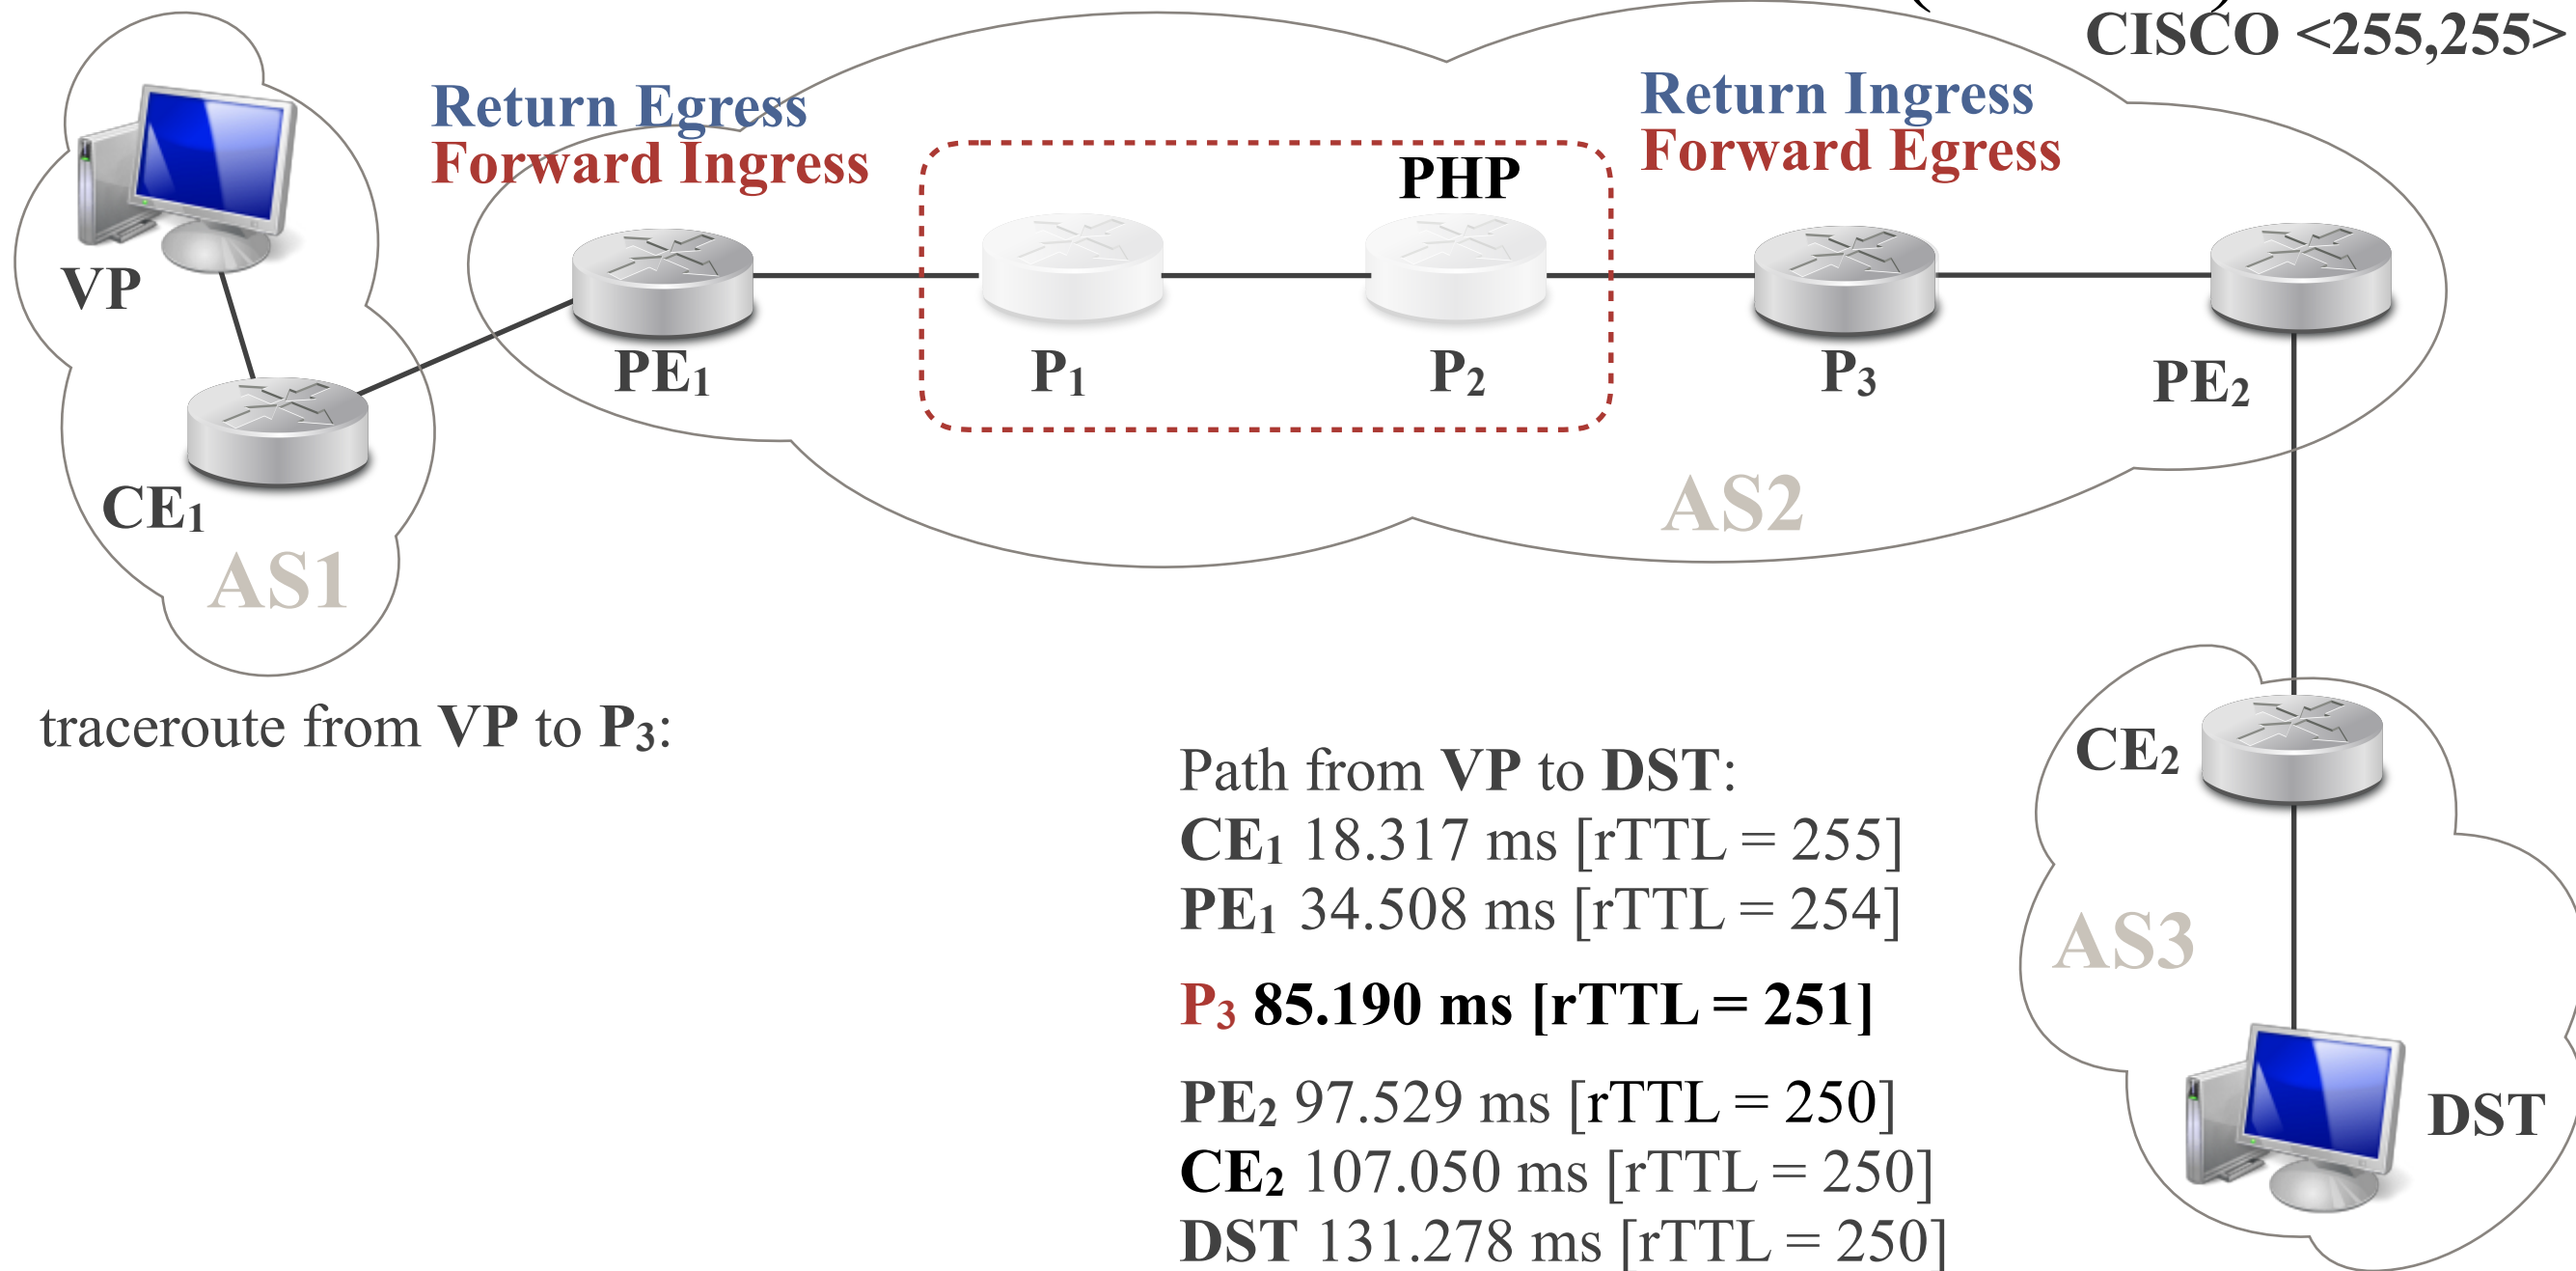 CISCO <255,255>
Return Egress
Forward Ingress
Return Ingress
Forward Egress
PHP
VP
PE1
P1
P2
P3
PE2
CE1
AS1
AS2
traceroute from VP to P3:
CE2
Path from VP to DST:
CE1 18.317 ms [rTTL = 255]
PE1 34.508 ms [rTTL = 254]
P3 85.190 ms [rTTL = 251]
PE2 97.529 ms [rTTL = 250]
CE2 107.050 ms [rTTL = 250]
DST 131.278 ms [rTTL = 250]
AS3
DST